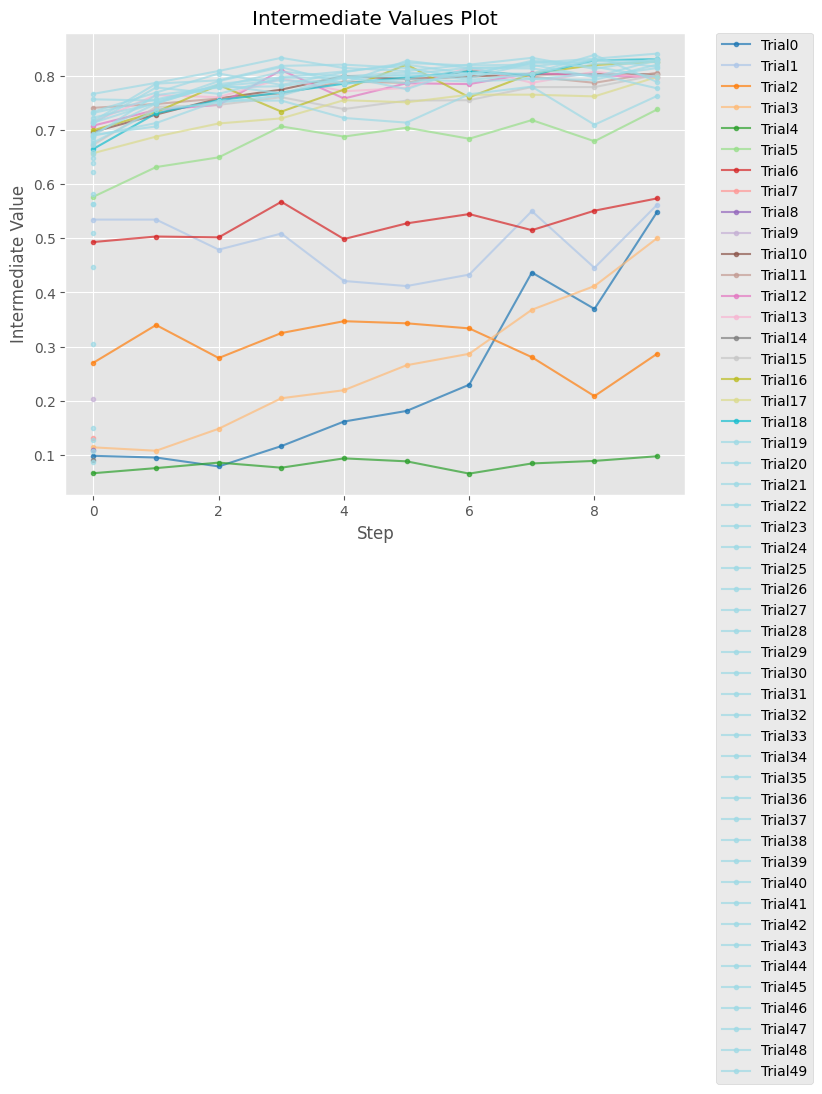 Intermediate Values Plot
Intermediate Value
0.8
0.7
0.6
0.5
0.4
0.3
0.2
0.1
0
2
4
6
8
Step
Trial0
Trial1
Trial2
Trial3
Trial4
Trial5
Trial6
Trial7
Trial8
Trial9
Trial10
Trial11
Trial12
Trial13
Trial14
Trial15
Trial16
Trial17
Trial18
Trial19
Trial20
Trial21
Trial22
Trial23
Trial24
Trial25
Trial26
Trial27
Trial28
Trial29
Trial30
Trial31
Trial32
Trial33
Trial34
Trial35
Trial36
Trial37
Trial38
Trial39
Trial40
Trial41
Trial42
Trial43
Trial44
Trial45
Trial46
Trial47
Trial48
Trial49